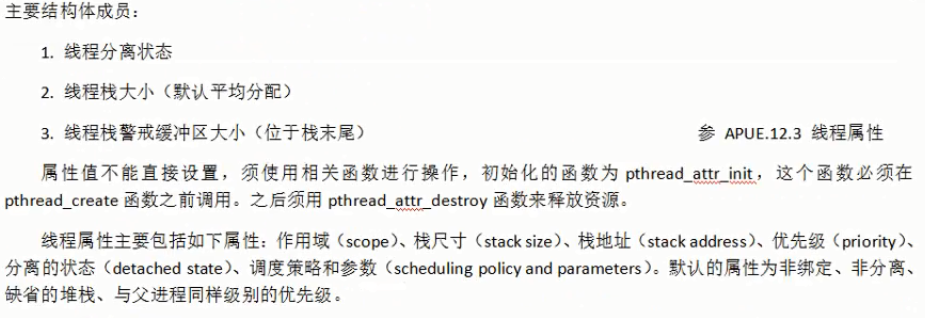 主要结构体成员：
1. 线程分离状态
2. 线程栈大小（默认平均分配）
3. 线程栈警戒缓冲区大小（位于栈末尾） 参 APUE.12.3 线程属性
属性值不能直接设置，须使用相关函数进行操作，初始化的函数为 pthread_attr_init，这个函数必须在
pthread_create 函数之前调用。之后须用 pthread_attr_destroy 函数来释放资源。
线程属性主要包括如下属性：作用域（scope）、栈尺寸（stack size）、栈地址（stack address）、优先级（priority）、
分离的状态（detached state）、调度策略和参数（scheduling policy and parameters）。默认的属性为非绑定、非分离、
缺省的堆栈、与父进程同样级别的优先级。